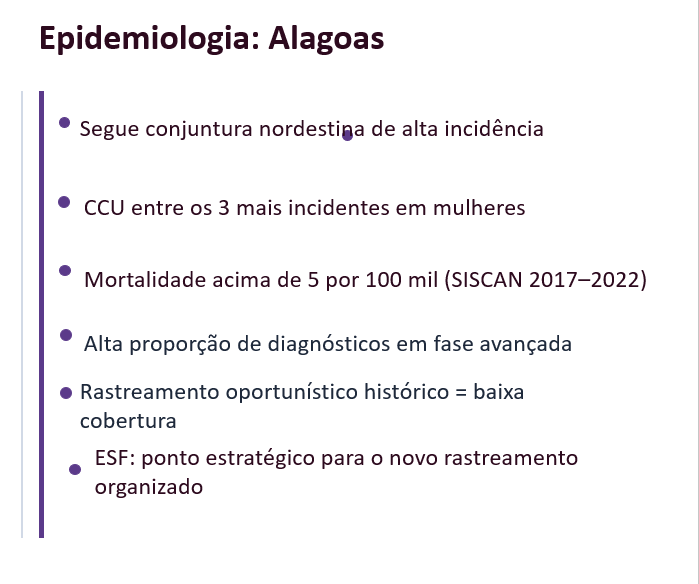 Epidemiologia: Alagoas
Segue conjuntura nordestina de alta incidência
CCU entre os 3 mais incidentes em mulheres
Mortalidade acima de 5 por 100 mil (SISCAN 2017–2022)
Alta proporção de diagnósticos em fase avançada
Rastreamento oportunístico histórico = baixa
cobertura
ESF: ponto estratégico para o novo rastreamento
organizado